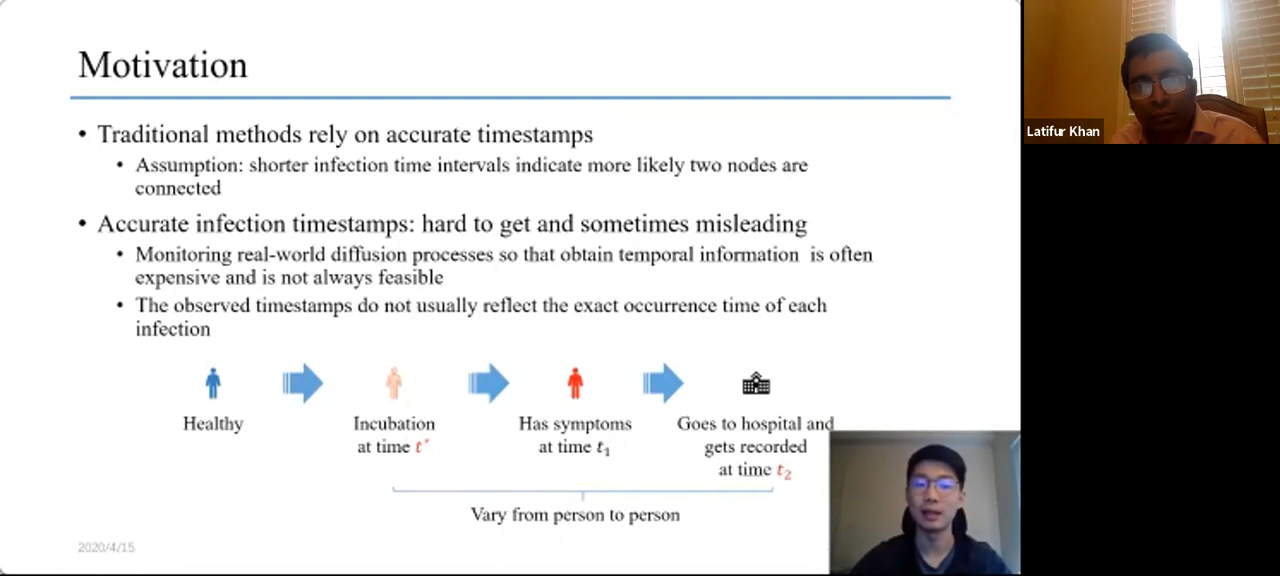 Motivation
• Traditional methods rely on accurate timestamps
• Assumption: shorter infection time intervals indicate more likely two nodes are
connected
• Accurate infection timestamps: hard to get and sometimes misleading
• Monitoring real-world diffusion processes so that obtain temporal information is often
expensive and is not always feasible
• The observed timestamps do not usually reflect the exact occurrence time of each
infection
Healthy
Incubation
at time t*
Has symptoms
at time t₁
Goes to hospital and
gets recorded
at time t₂
Vary from person to person
2020/4/15
Latifur Khan